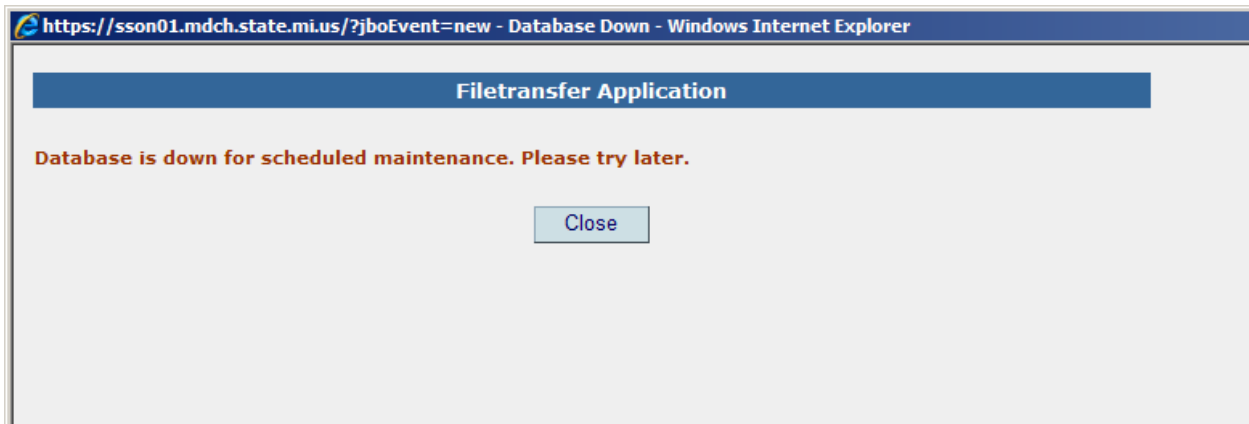 https://sson01.mdch.state.mi.us/?jboEvent=new - Database Down - Windows Internet Explorer
Filetransfer Application
Database is down for scheduled maintenance. Please try later.
Close